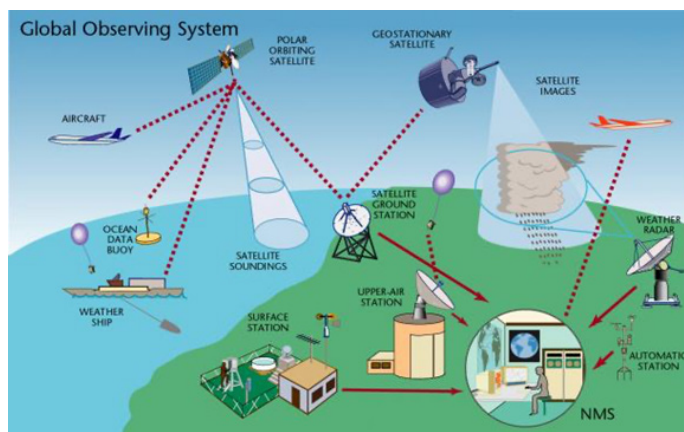 Global Observing System
POLAR
ORBITING
SATELLITE
GEOSTATIONARY
SATELLITE
SATELLITE
IMAGES
AIRCRAFT
OCEAN
DATA
BUOY
SATELLITE
SOUNDINGS
SATELLITE
GROUND
STATION
WEATHER
RADAR
WEATHER
SHIP
UPPER-AIR
STATION
SURFACE
STATION
AUTOMATIC
STATION
NMS